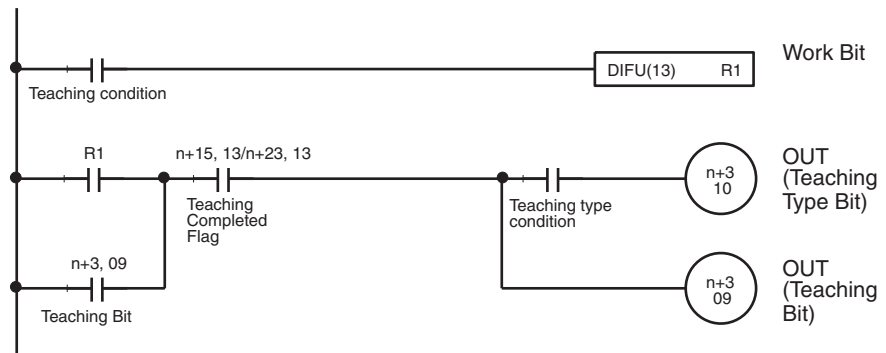 Work Bit
DIFU(13) R1
Teaching condition
R1
n+15, 13/n+23, 13
Teaching
Completed
Flag
Teaching type
condition
n+3
10
OUT
(Teaching
Type Bit)
n+3, 09
Teaching Bit
n+3
09
OUT
(Teaching
Bit)